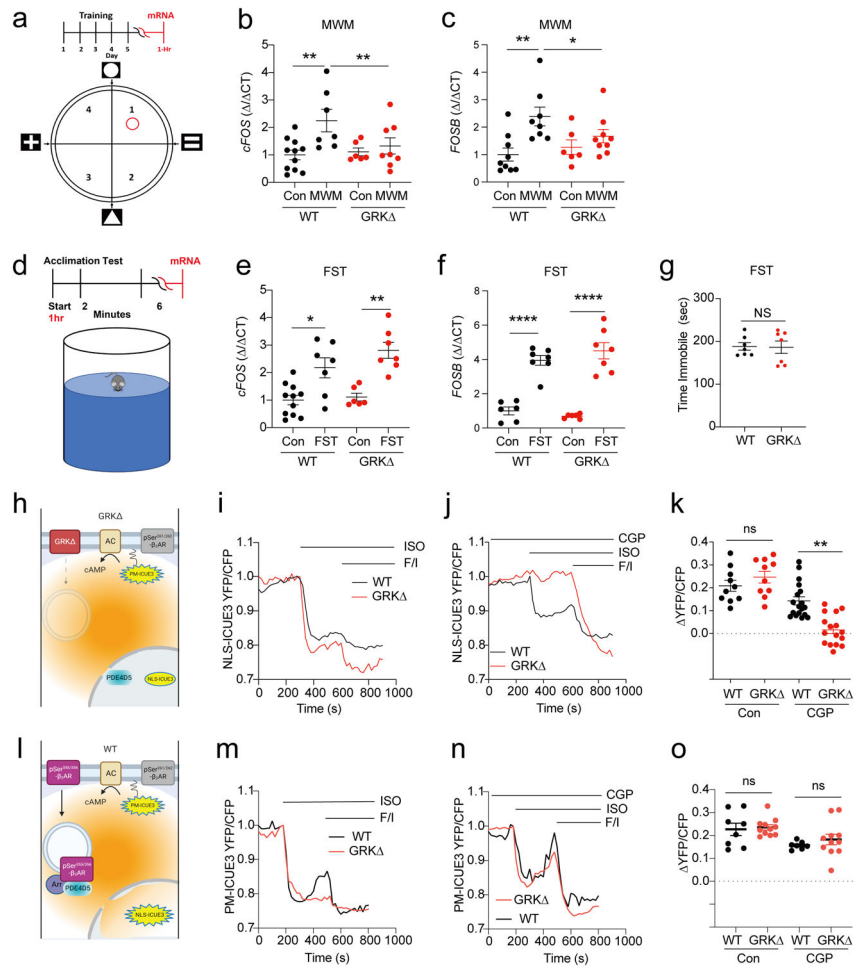 a
Training
mRNA
1 2 3 4 5 1-Hr
Day
4 1
3 2
b
MWM
cFOS (Δ/ΔCT)
5
4
3
2
1
0
** **
Con MWM Con MWM
WT GRKΔ
c
MWM
FOSB (Δ/ΔCT)
5
4
3
2
1
0
** *
Con MWM Con MWM
WT GRKΔ
d
Acclimation Test
mRNA
Start 2 6
1hr
Minutes
e
FST
cFOS (Δ/ΔCT)
5
4
3
2
1
0
* **
Con FST Con FST
WT GRKΔ
f
FST
FOSB (Δ/ΔCT)
8
6
4
2
0
**** ****
Con FST Con FST
WT GRKΔ
g
FST
Time Immobile (sec)
300
200
100
0
NS
WT GRKΔ
h
GRKΔ
GRKΔ
AC
-β₂AR
cAMP
PM-ICUE3
PDE4D5
NLS-ICUE3
i
NLS-ICUE3 YFP/CFP
1.1
1.0
0.9
0.8
0.7
ISO
F/I
WT
GRKΔ
0 200 400 600 800 1000
Time (s)
j
NLS-ICUE3 YFP/CFP
1.1
1.0
0.9
0.8
0.7
CGP
ISO
F/I
WT
GRKΔ
0 200 400 600 800 1000
Time (s)
k
ΔYFP/CFP
0.4
0.3
0.2
0.1
0.0
ns **
WT GRKΔ WT GRKΔ
Con CGP
l
WT
-β₂AR
AC
-β₂AR
cAMP
PM-ICUE3
-β₂AR
Arr
PDE4D5
NLS-ICUE3
m
PM-ICUE3 YFP/CFP
1.1
1.0
0.9
0.8
0.7
ISO
F/I
WT
GRKΔ
0 200 400 600 800 1000
Time (s)
n
PM-ICUE3 YFP/CFP
1.1
1.0
0.9
0.8
0.7
CGP
ISO
F/I
GRKΔ
WT
0 200 400 600 800 1000
Time (s)
o
ΔYFP/CFP
0.4
0.3
0.2
0.1
0.0
ns ns
WT GRKΔ WT GRKΔ
Con CGP